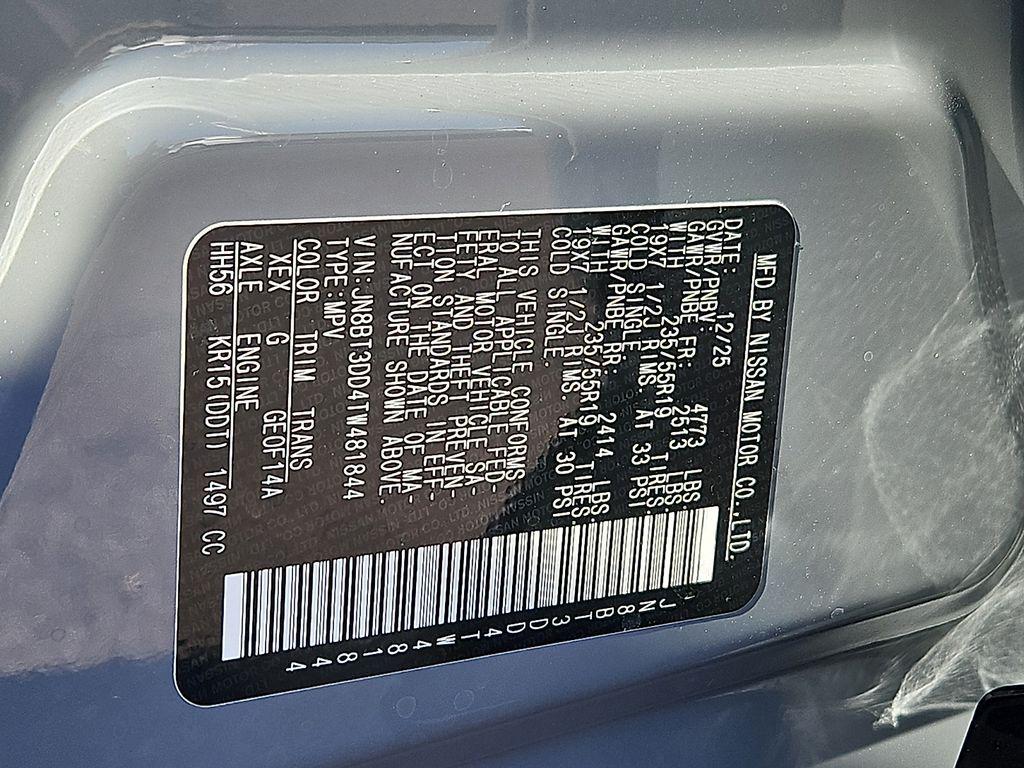 MFD BY NISSAN MOTOR CO.,LTD.
DATE: 12/25
GVWR/PNBV: 4773 LBS.
GAWR/PNBE FR: 2513 LBS.
WITH 235/55R19 TIRES.
19X7 1/2J RIMS. AT 33 PSI
COLD SINGLE.
GAWR/PNBE RR: 2414 LBS.
WITH 235/55R19 TIRES.
19X7 1/2J RIMS. AT 30 PSI
COLD SINGLE.
THIS VEHICLE CONFORMS
TO ALL APPLICABLE FED-
ERAL MOTOR VEHICLE SA-
FETY AND THEFT PREVEN-
TION STANDARDS IN EFF-
ECT ON THE DATE OF MA-
NUFACTURE SHOWN ABOVE.
VIN:JN8BT3DD4TW481844
TYPE:MPV
COLOR TRIM TRANS
XEX G GE0F14A
AXLE ENGINE
HH56 KR15(DDT) 1497 CC
JN8BT3DD4TW481844